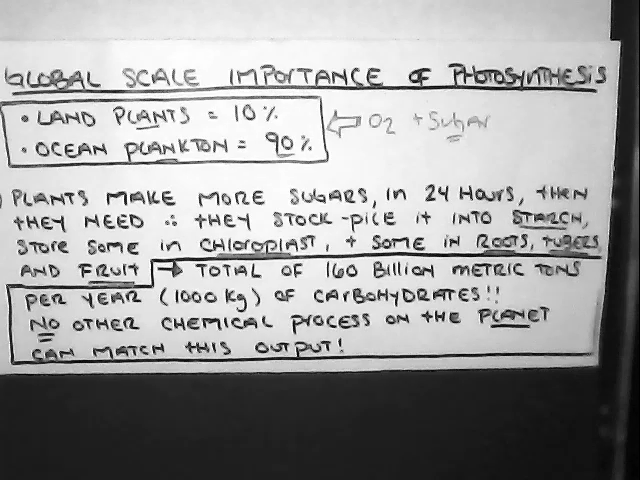 GLOBAL SCALE IMPORTANCE OF PHOTOSYNTHESIS
• LAND PLANTS = 10%
• OCEAN PLANKTON = 90% ⇐ O2 + SUGAR
) PLANTS MAKE MORE SUGARS, IN 24 HOURS, THEN
THEY NEED ∴ THEY STOCK-PILE IT INTO STARCH,
STORE SOME IN CHLOROPLAST, + SOME IN ROOTS, TUBERS
AND FRUIT → TOTAL OF 160 BILLION METRIC TONS
PER YEAR (1000 Kg) OF CARBOHYDRATES!!
NO OTHER CHEMICAL PROCESS ON THE PLANET
CAN MATCH THIS OUTPUT!